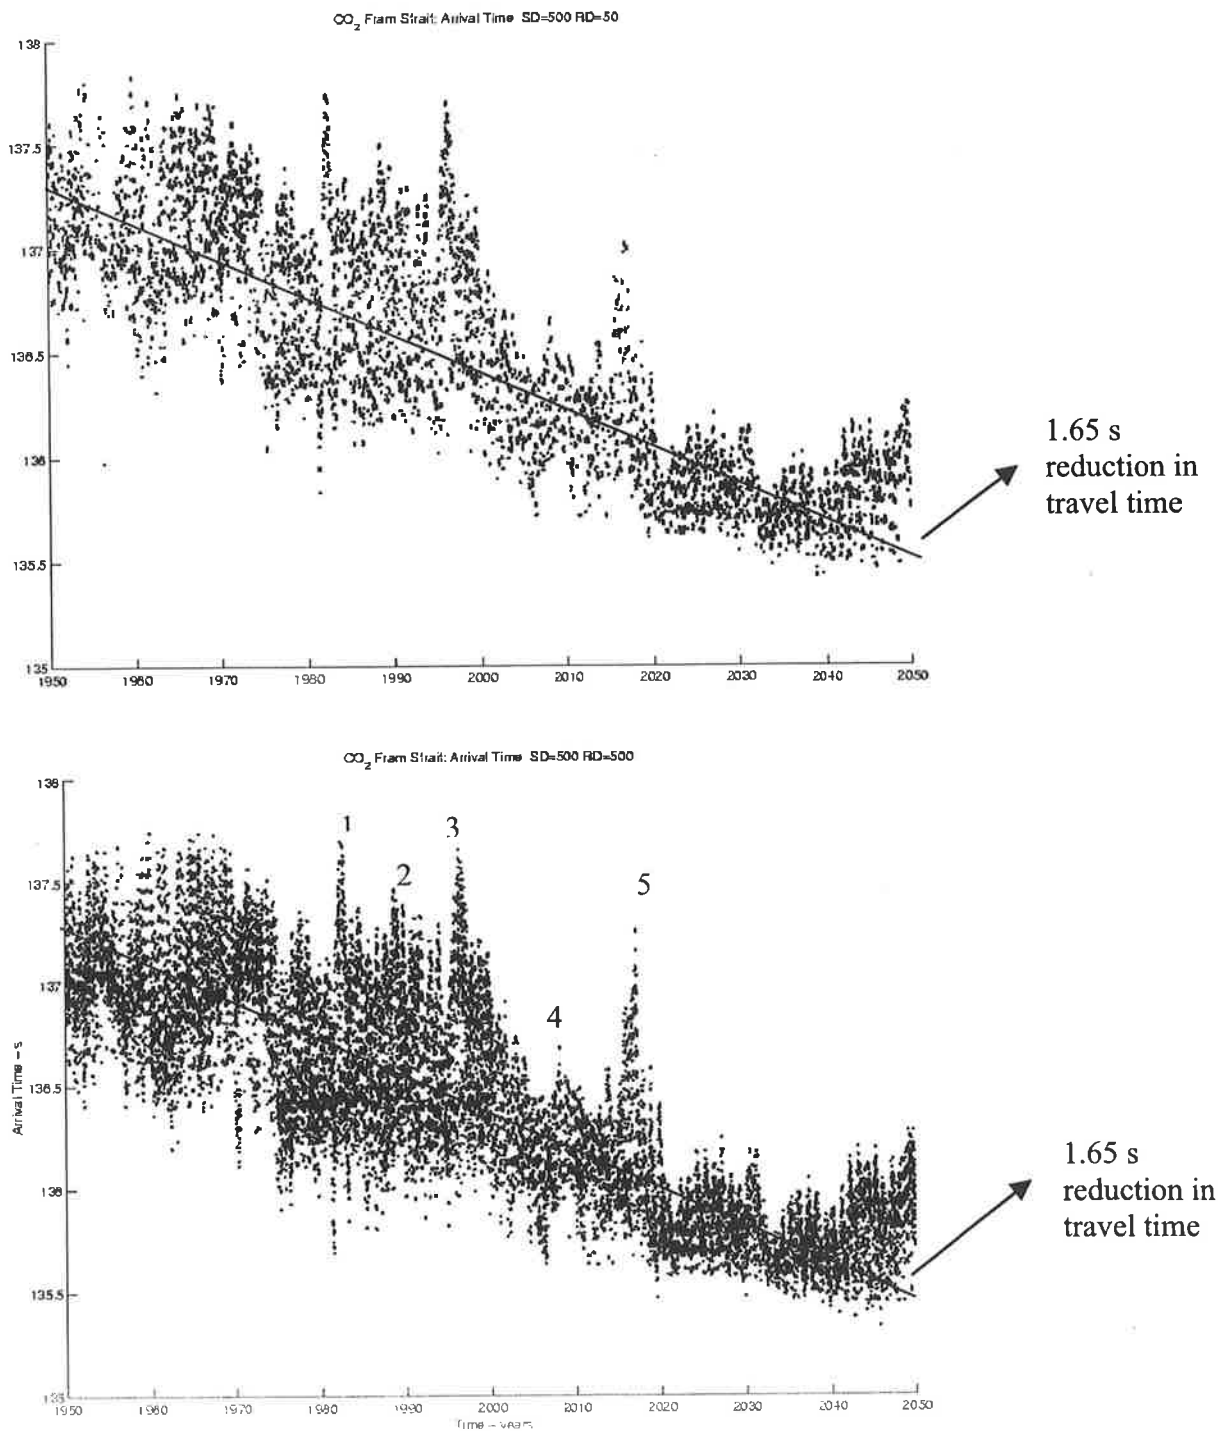 CO2 Fram Strait: Arrival Time SD=500 RD=50
138
137.5
137
136.5
136
135.5
135
1950 1960 1970 1980 1990 2000 2010 2020 2030 2040 2050
1.65 s
reduction in
travel time
CO2 Fram Strait: Arrival Time SD=500 RD=500
138
137.5
137
136.5
136
135.5
135
Arrival Time – s
1
2
3
4
5
1950 1960 1970 1980 1990 2000 2010 2020 2030 2040 2050
Time – years
1.65 s
reduction in
travel time